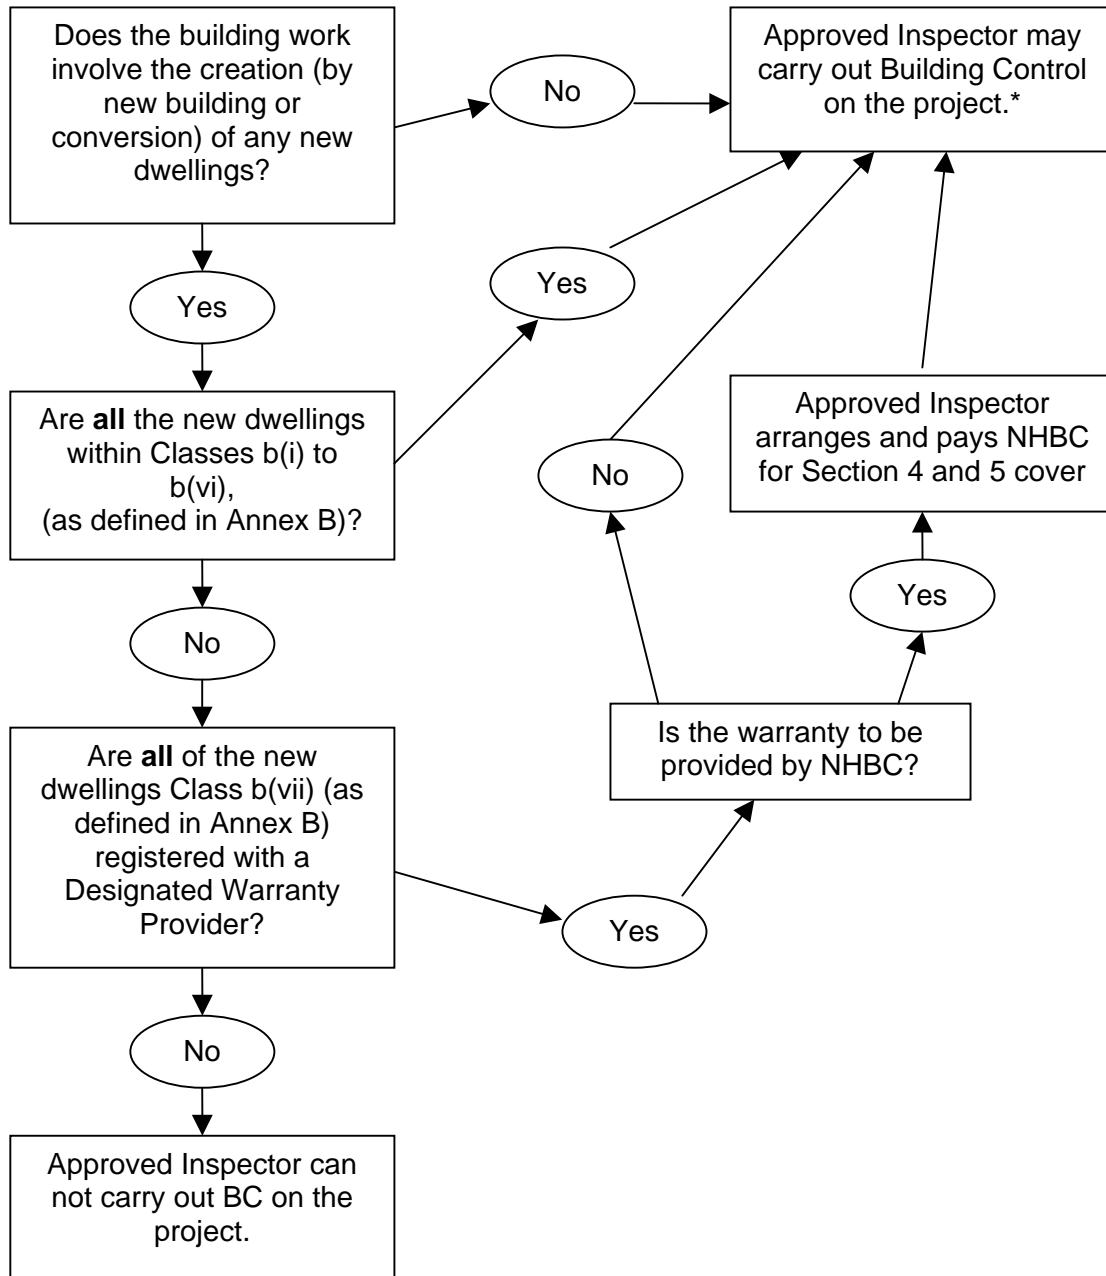 Does the building work
involve the creation (by
new building or
conversion) of any new
dwellings?
No
Approved Inspector may
carry out Building Control
on the project.*
Yes
Yes
Are all the new dwellings
within Classes b(i) to
b(vi),
(as defined in Annex B)?
No
Approved Inspector
arranges and pays NHBC
for Section 4 and 5 cover
Yes
No
Are all of the new
dwellings Class b(vii) (as
defined in Annex B)
registered with a
Designated Warranty
Provider?
Is the warranty to be
provided by NHBC?
Yes
No
Approved Inspector can
not carry out BC on the
project.